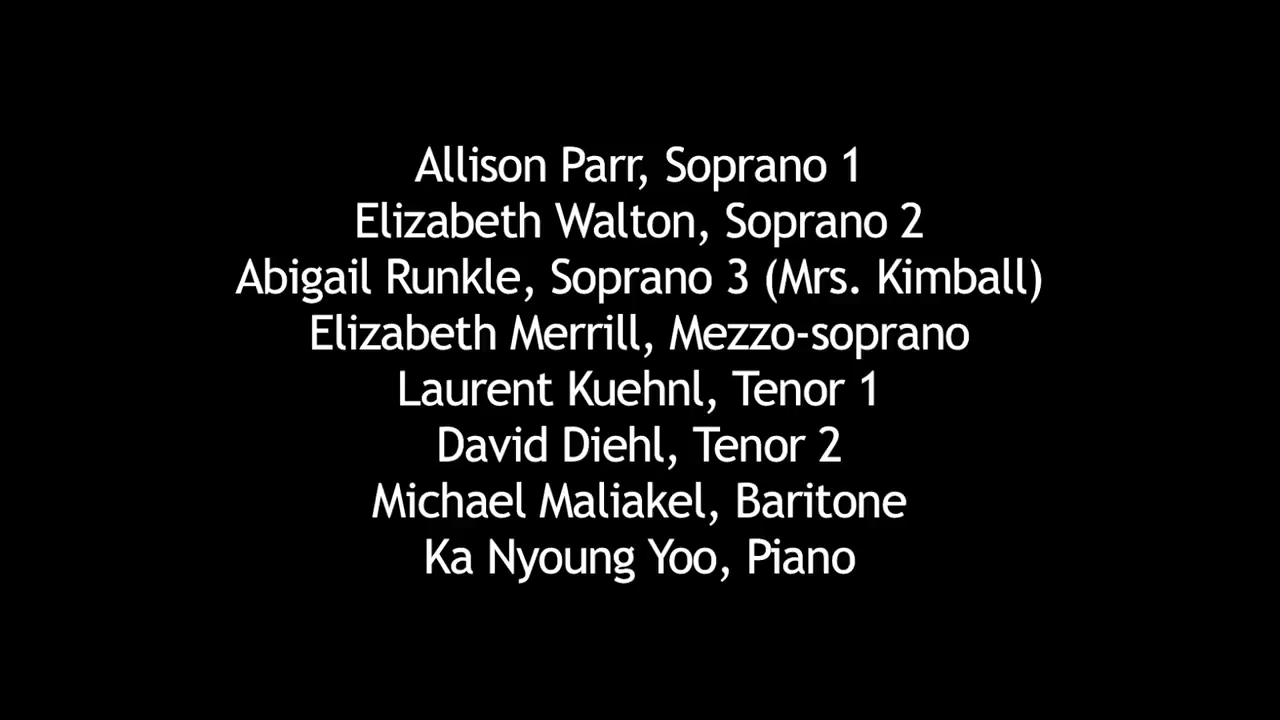 Allison Parr, Soprano 1
Elizabeth Walton, Soprano 2
Abigail Runkle, Soprano 3 (Mrs. Kimball)
Elizabeth Merrill, Mezzo-soprano
Laurent Kuehnl, Tenor 1
David Diehl, Tenor 2
Michael Maliakel, Baritone
Ka Nyoung Yoo, Piano